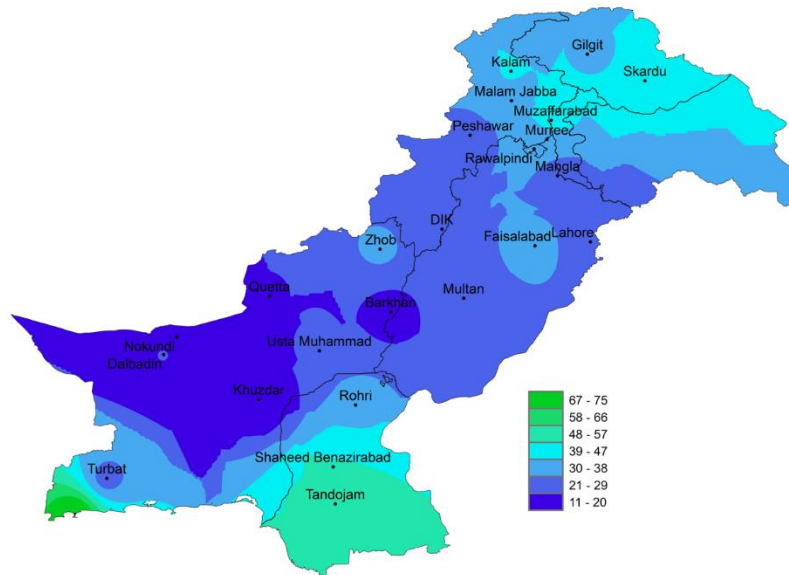 Gilgit
Kalam
Skardu
Malam Jabba
Muzaffarabad
Peshawar
Murree
Rawalpindi
Mangla
DIK
Zhob
Faisalabad
Lahore
Quetta
Barkhan
Multan
Nokundi
Usta Muhammad
Dalbadin
Khuzdar
Rohri
67 - 75
58 - 66
48 - 57
39 - 47
30 - 38
21 - 29
11 - 20
Shaheed Benazirabad
Turbat
Tandojam